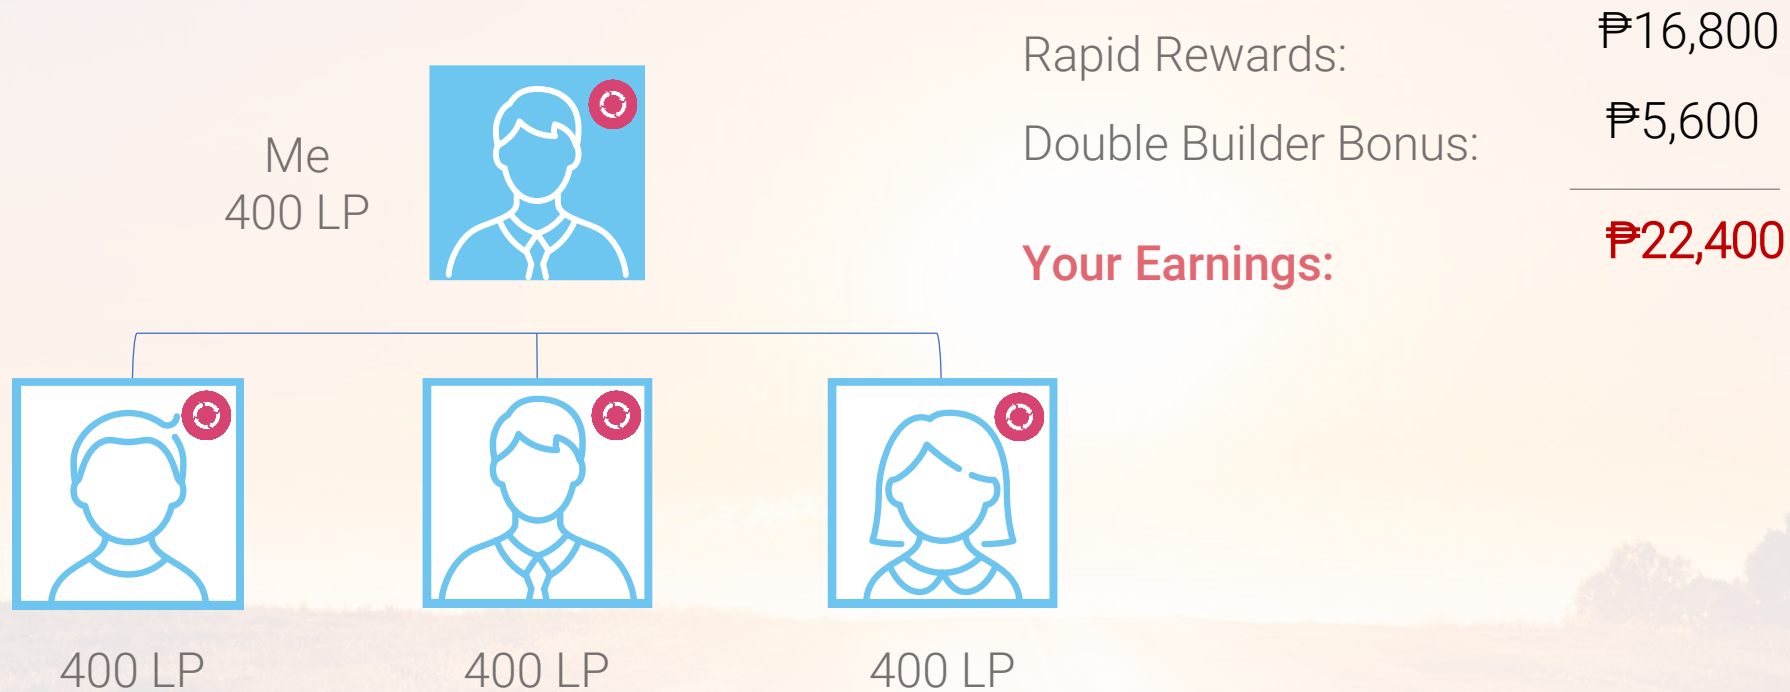 Me
400 LP
Rapid Rewards:
₱16,800
Double Builder Bonus:
₱5,600
Your Earnings:
₱22,400
400 LP
400 LP
400 LP